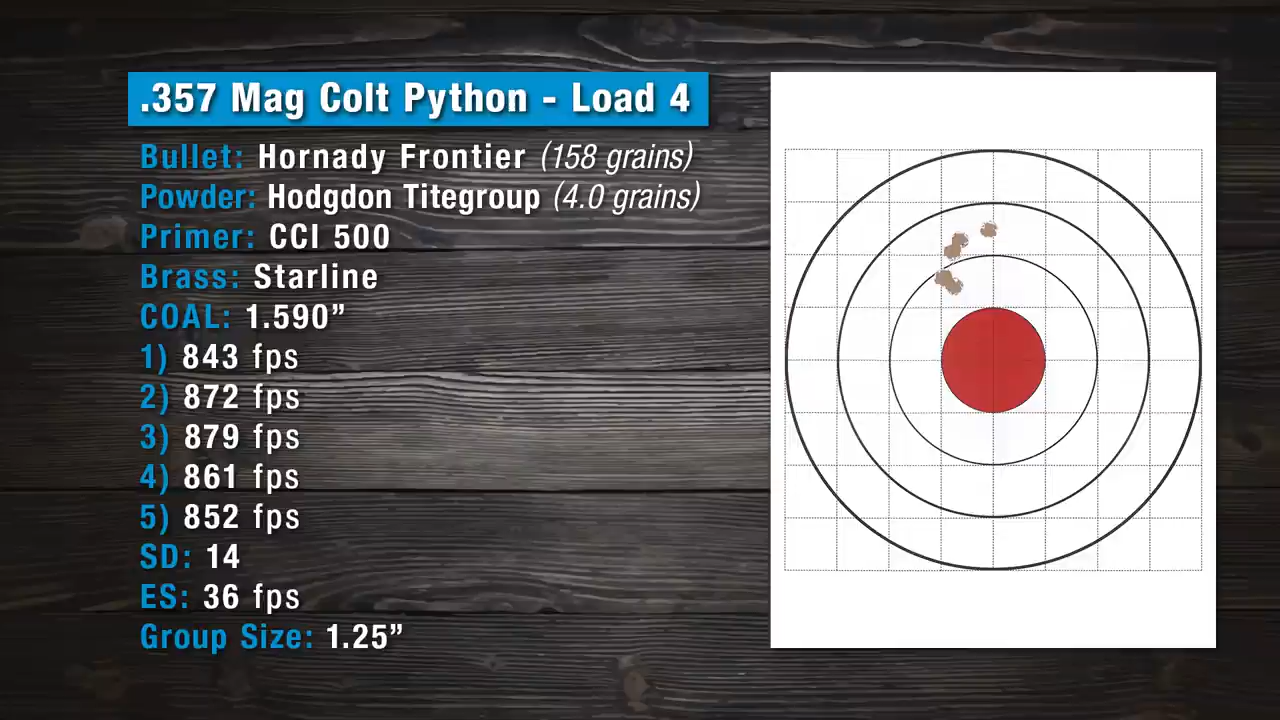 .357 Mag Colt Python - Load 4
Bullet: Hornady Frontier (158 grains)
Powder: Hodgdon Titegroup (4.0 grains)
Primer: CCI 500
Brass: Starline
COAL: 1.590”
1) 843 fps
2) 872 fps
3) 879 fps
4) 861 fps
5) 852 fps
SD: 14
ES: 36 fps
Group Size: 1.25”